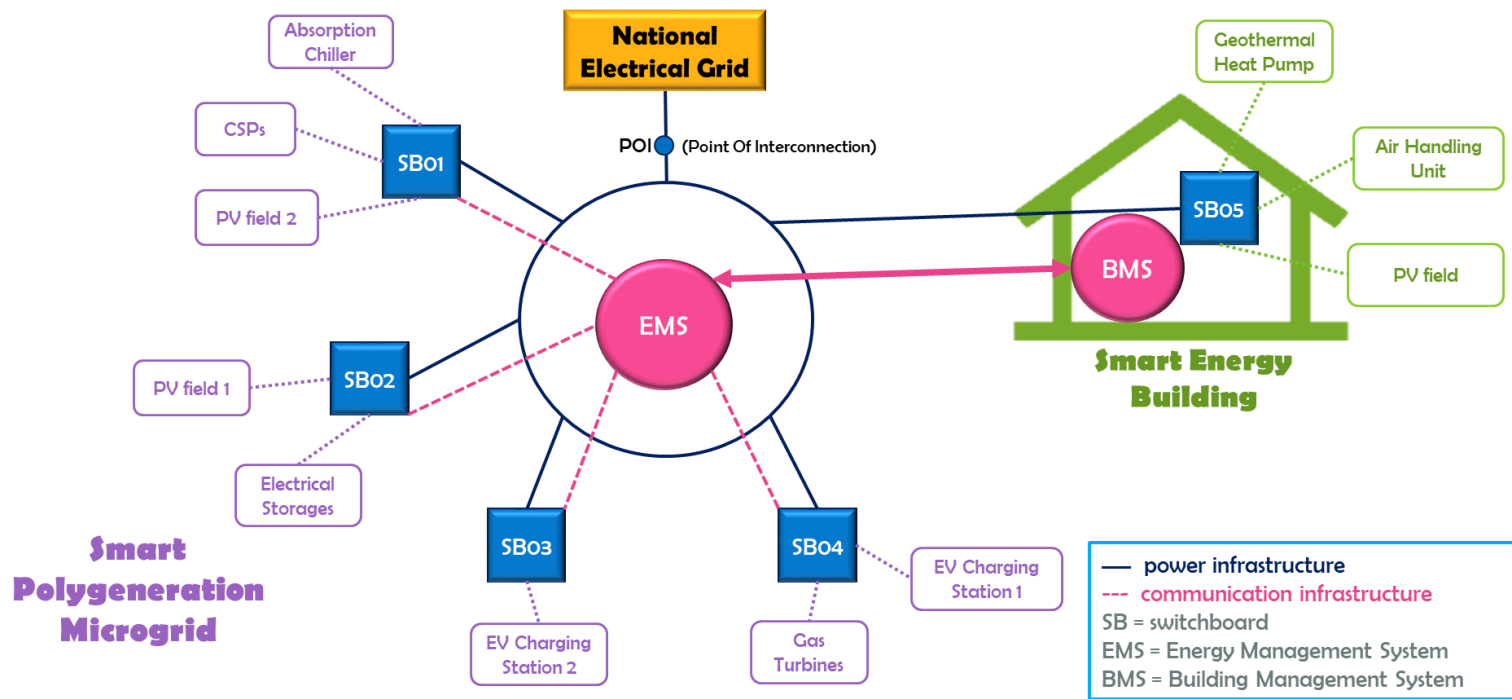 Absorption
Chiller
National
Electrical Grid
Geothermal
Heat Pump
CSPs
SB01
POI
(Point Of Interconnection)
Air Handling
Unit
PV field 2
SB05
BMS
PV field
EMS
Smart Energy
Building
PV field 1
SB02
Electrical
Storages
Smart
Polygeneration
Microgrid
SB03
SB04
EV Charging
Station 1
EV Charging
Station 2
Gas
Turbines
power infrastructure
communication infrastructure
SB = switchboard
EMS = Energy Management System
BMS = Building Management System